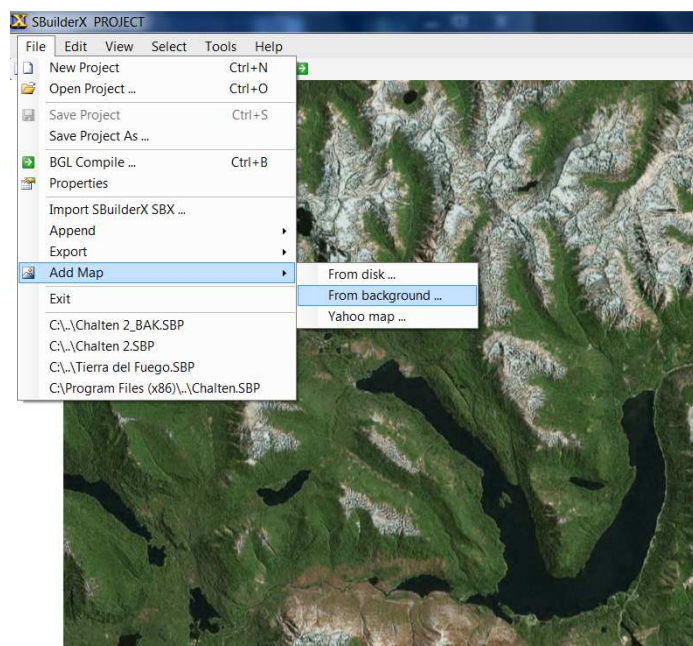 SBuilderX PROJECT
File Edit View Select Tools Help
New Project Ctrl+N
Open Project ... Ctrl+O
Save Project Ctrl+S
Save Project As ...
BGL Compile ... Ctrl+B
Properties
Import SBuilderX SBX ...
Append
Export
Add Map
From disk ...
From background ...
Yahoo map ...
Exit
C:\..\Chalten 2_BAK.SBP
C:\..\Chalten 2.SBP
C:\..\Tierra del Fuego.SBP
C:\Program Files (x86)\..\Chalten.SBP